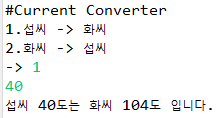 #Current Converter
1.섭씨 -> 화씨
2.화씨 -> 섭씨
-> 1
40
섭씨 40도는 화씨 104도 입니다.